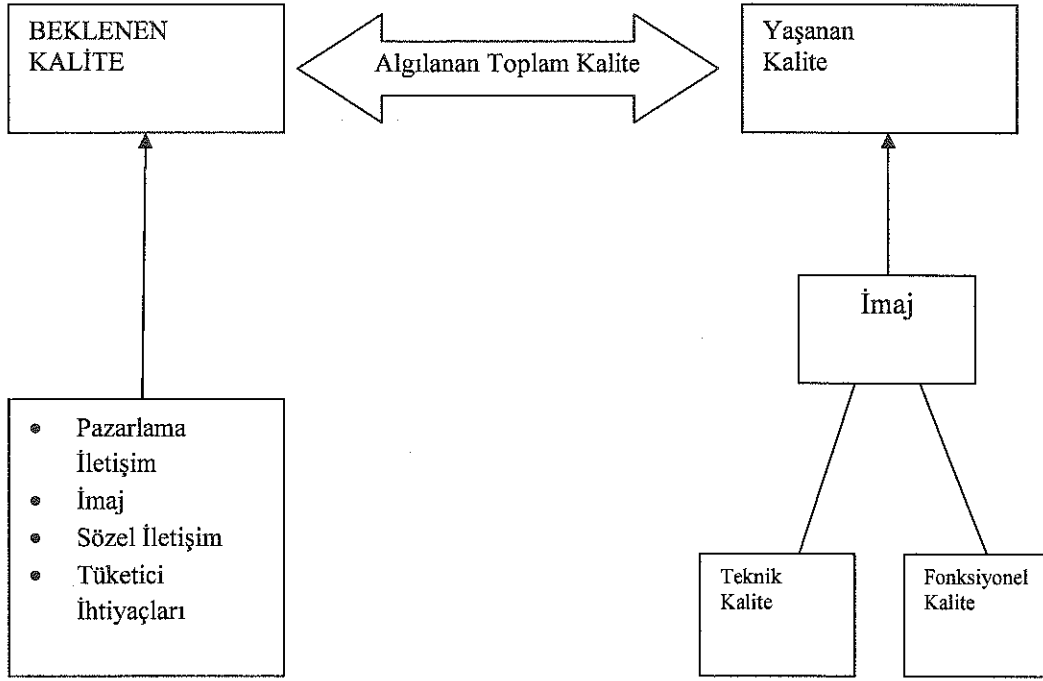 BEKLENEN
KALİTE
Algılanan Toplam Kalite
Yaşanan
Kalite
İmaj
• Pazarlama
İletişim
• İmaj
• Sözel İletişim
• Tüketici
İhtiyaçları
Teknik
Kalite
Fonksiyonel
Kalite